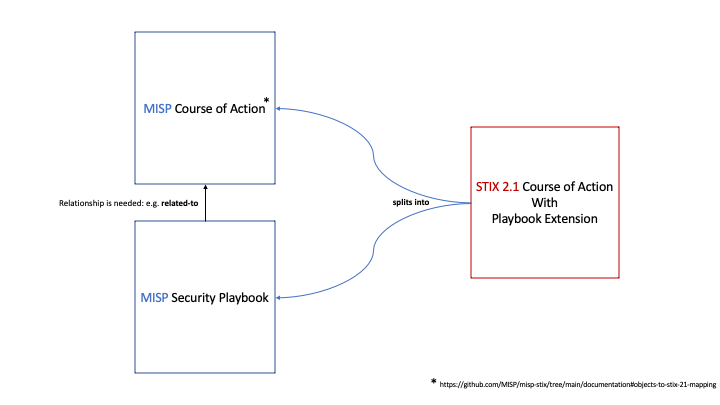 MISP Course of Action*
STIX 2.1 Course of Action
With
Playbook Extension
Relationship is needed: e.g. related-to
splits into
MISP Security Playbook
* https://github.com/MISP/misp-stix/tree/main/documentation#objects-to-stix-21-mapping